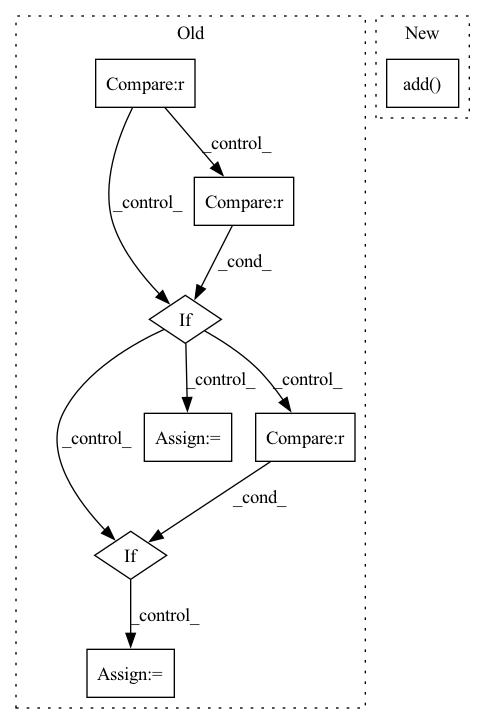 Old
New
Compare:r
add()
_control_
_control_
Compare:r
_cond_
If
_control_
_control_
_control_
Assign:=
Compare:r
_cond_
If
_control_
Assign:=